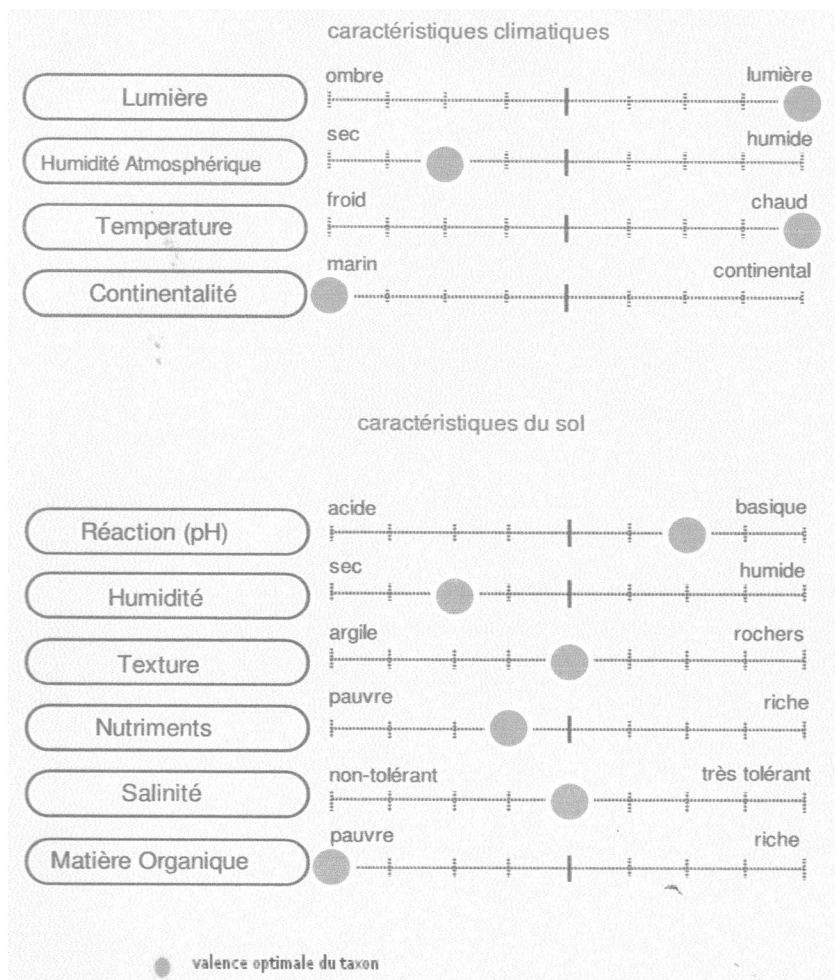 caractéristiques climatiques
Lumière
ombre
lumière
Humidité Atmosphérique
sec
humide
Temperature
froid
chaud
Continentalité
marin
continental
caractéristiques du sol
Réaction (pH)
acide
basique
Humidité
sec
humide
Texture
argile
rochers
Nutriments
pauvre
riche
Salinité
non-tolérant
très tolérant
Matière Organique
pauvre
riche
valence optimale du taxon